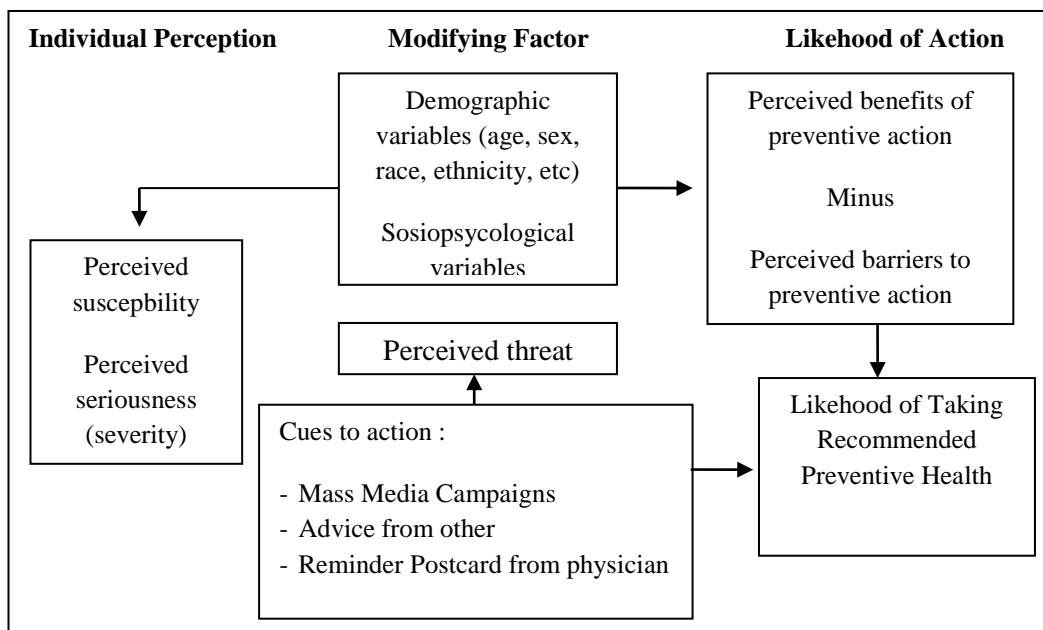 Individual Perception
Modifying Factor
Likehood of Action
Demographic
variables (age, sex,
race, ethnicity, etc)
Sosiopsycological
variables
Perceived benefits of
preventive action
Minus
Perceived barriers to
preventive action
Perceived
suscepbility
Perceived
seriousness
(severity)
Perceived threat
Cues to action :
- Mass Media Campaigns
- Advice from other
- Reminder Postcard from physician
Likehood of Taking
Recommended
Preventive Health